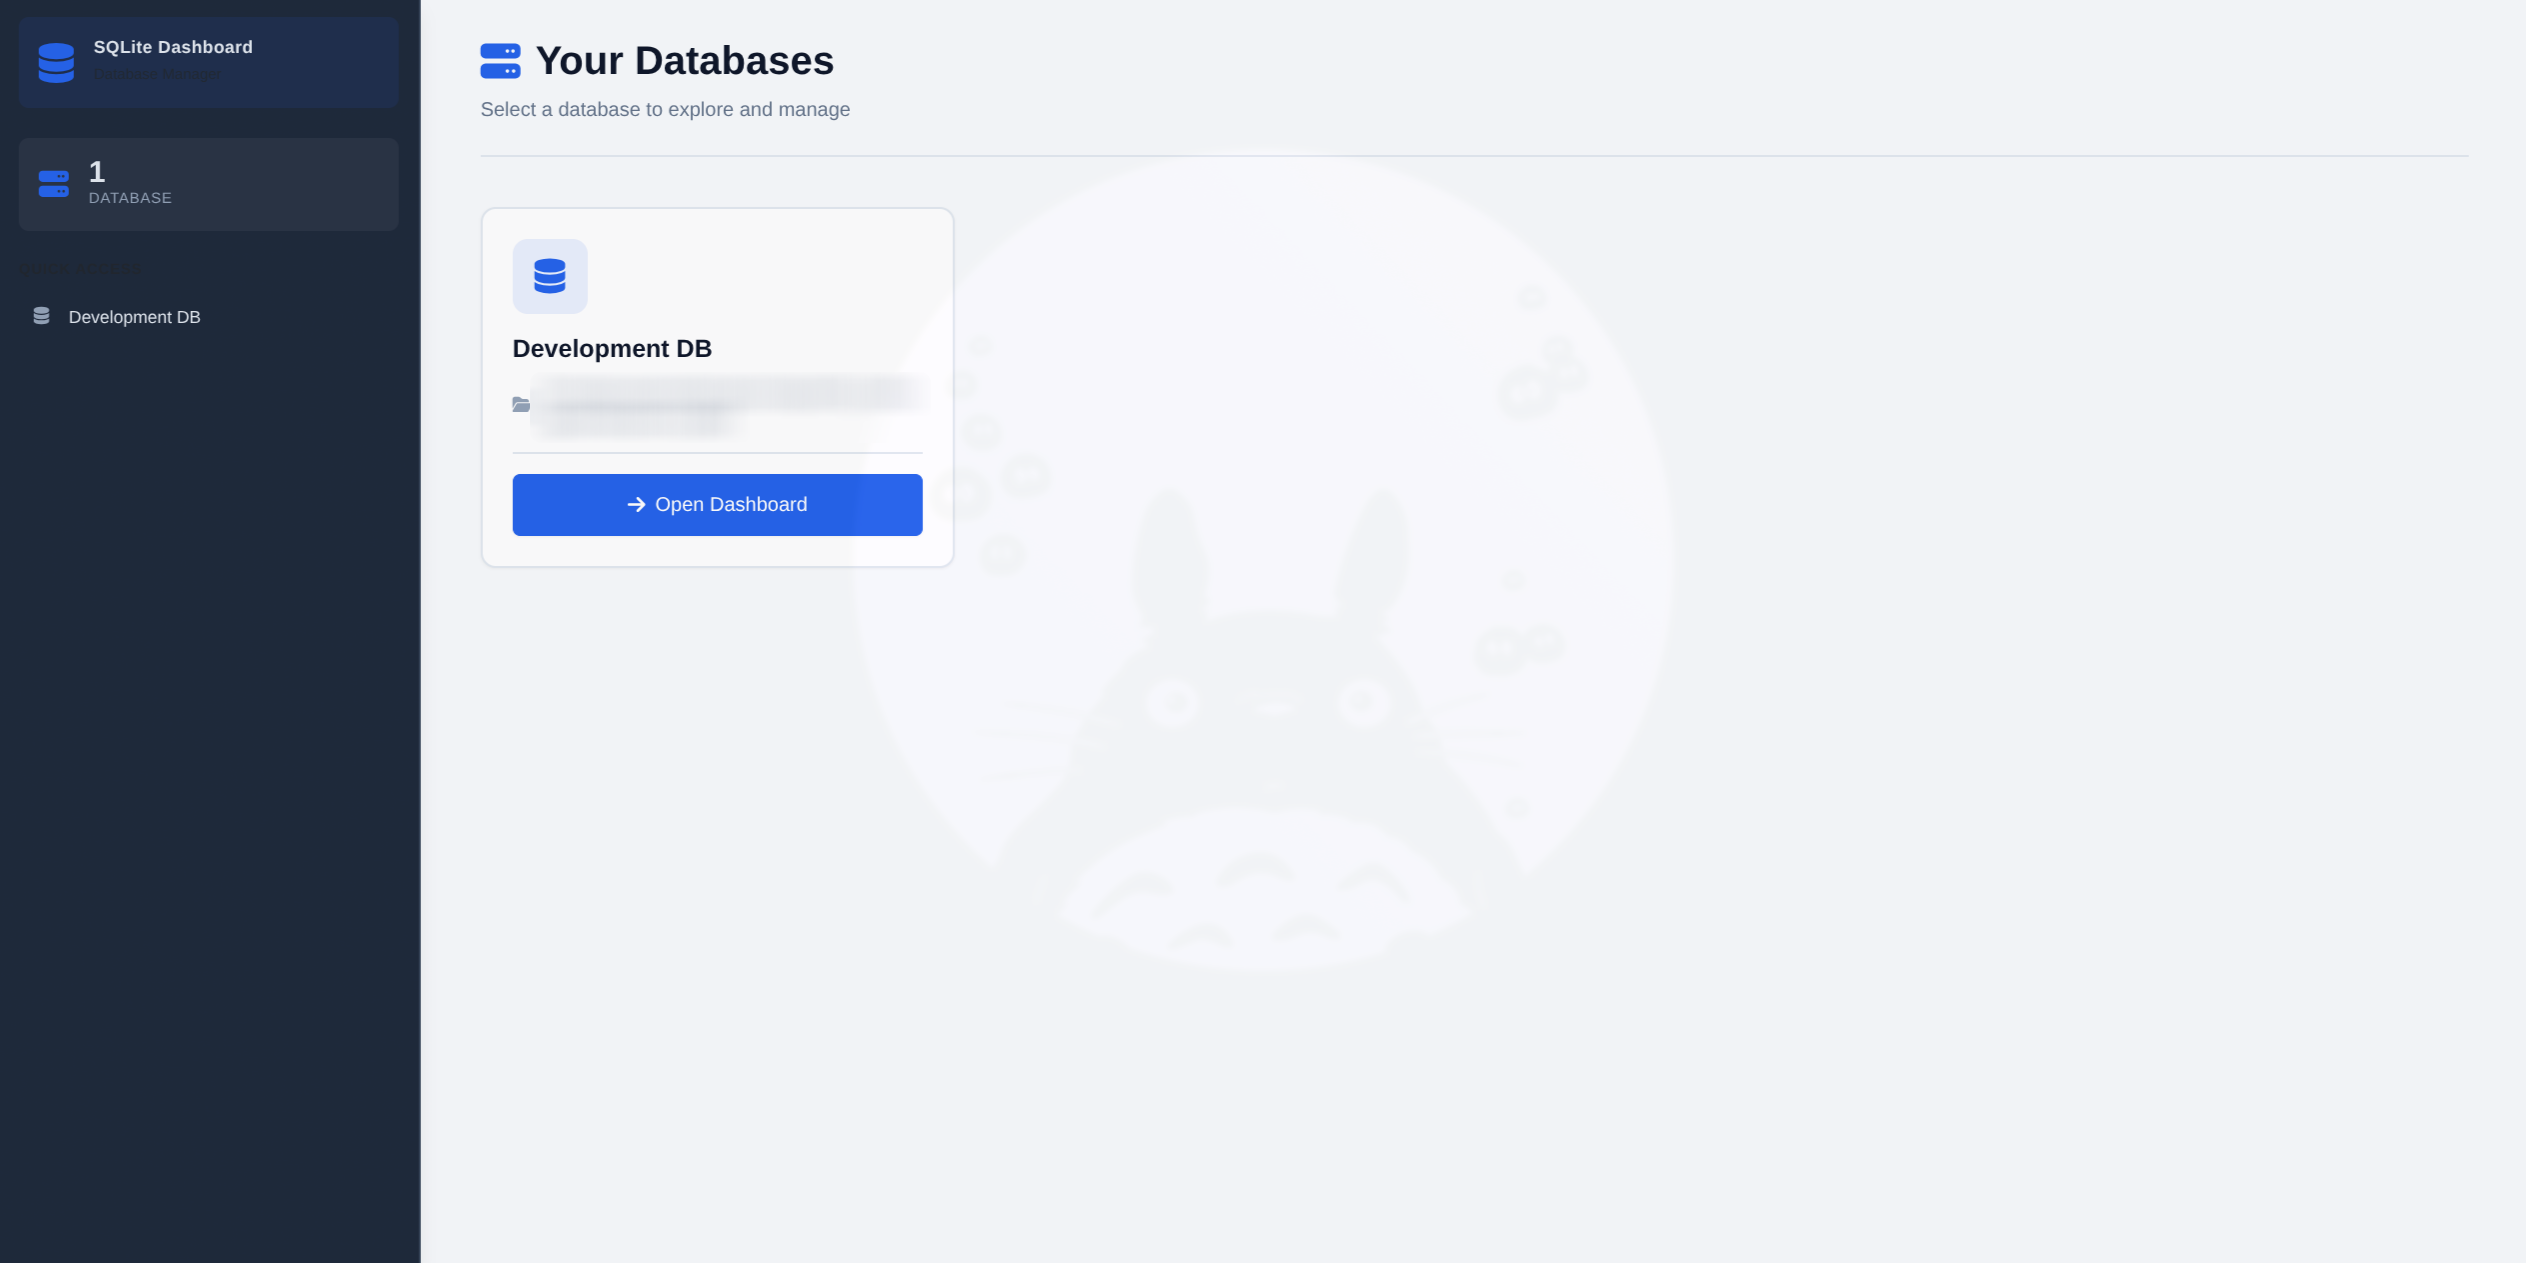 SQLite Dashboard
Database Manager
1
DATABASE
QUICK ACCESS
Development DB
Your Databases
Select a database to explore and manage
Development DB
Open Dashboard